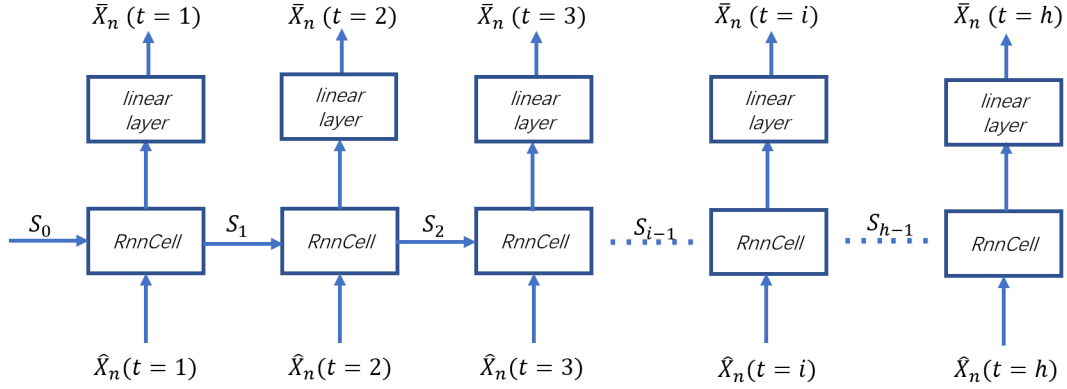 X̄ₙ (t = 1) X̄ₙ (t = 2) X̄ₙ (t = 3) X̄ₙ (t = i) X̄ₙ (t = h)
linear linear linear linear linear
layer layer layer layer layer
S₀ S₁ S₂ Sᵢ₋₁ Sₕ₋₁
RnnCell RnnCell RnnCell RnnCell RnnCell
X̂ₙ(t = 1) X̂ₙ(t = 2) X̂ₙ(t = 3) X̂ₙ(t = i) X̂ₙ(t = h)